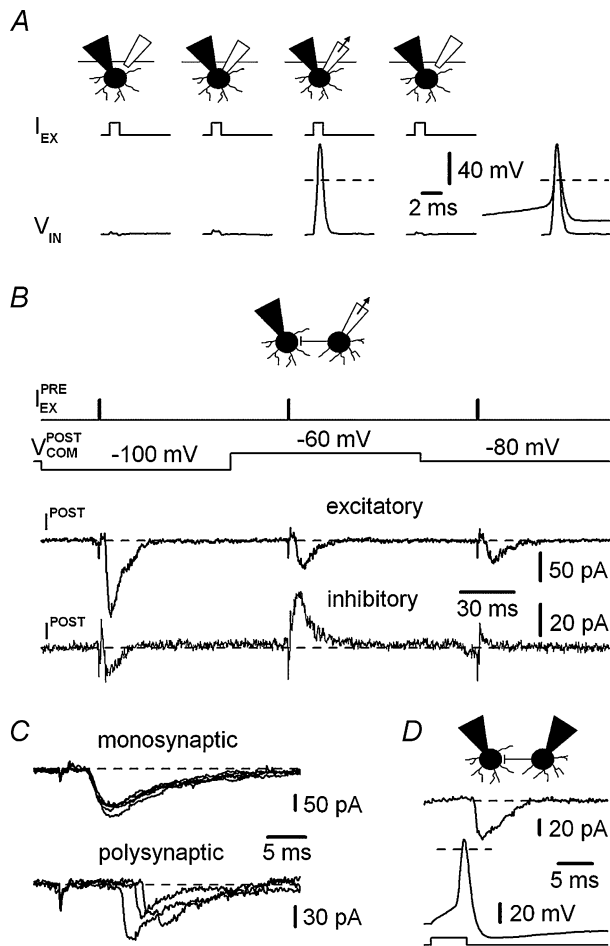 A
I EX
40 mV
2 ms
V IN
B
I PRE EX
V POST COM
-100 mV
-60 mV
-80 mV
I POST
excitatory
50 pA
30 ms
I POST
inhibitory
20 pA
C
monosynaptic
50 pA
5 ms
polysynaptic
30 pA
D
20 pA
5 ms
20 mV